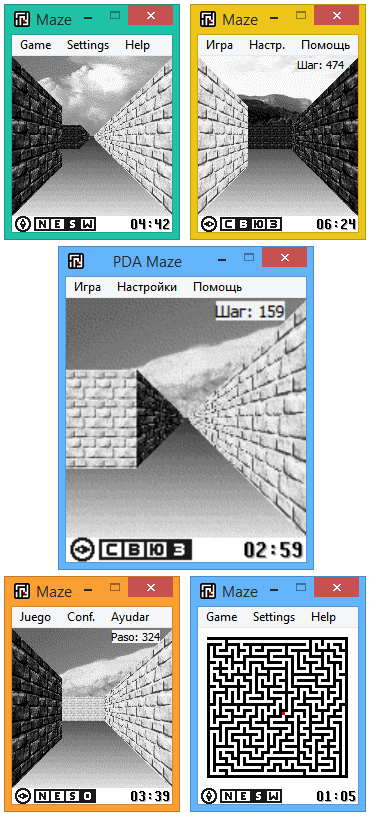 Maze
Game Settings Help
N E S W 04:42
Maze
Игра Настр. Помощь
Шаг: 474
С В Ю З 06:24
PDA Maze
Игра Настройки Помощь
Шаг: 159
С В Ю З 02:59
Maze
Juego Conf. Ayudar
Paso: 324
N E S O 03:39
Maze
Game Settings Help
N E S W 01:05